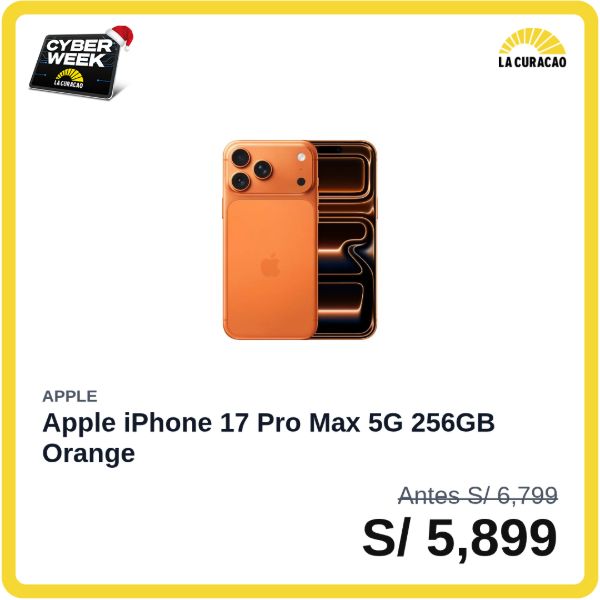 CYBER
WEEK
LA CURACAO
LA CURACAO
APPLE
Apple iPhone 17 Pro Max 5G 256GB
Orange
Antes S/ 6,799
S/ 5,899